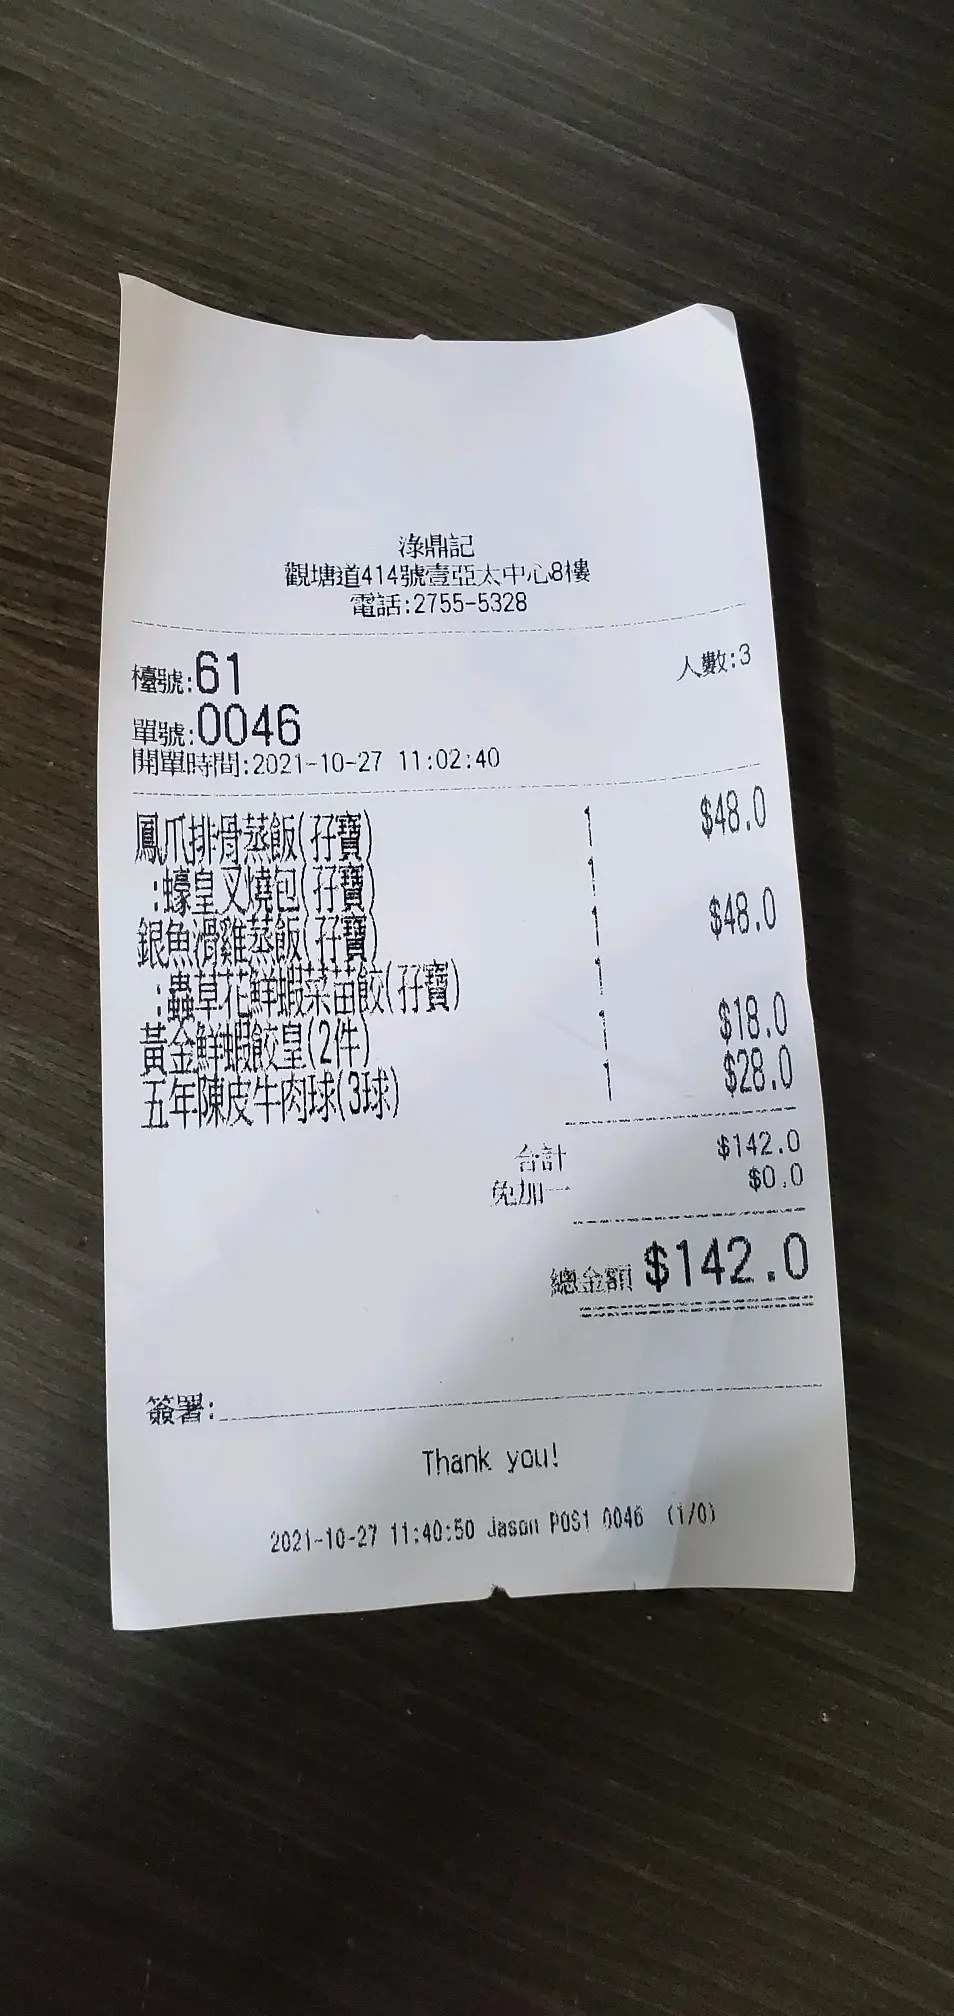 淥鼎記
觀塘道414號壹亞太中心8樓
電話:2755-5328
檯號:61 人數:3
單號:0046
開單時間:2021-10-27 11:02:40
鳳爪排骨蒸飯(孖寶) 1 $48.0
:蠔皇叉燒包(孖寶) 1
銀魚滑雞蒸飯(孖寶) 1 $48.0
:蟲草花鮮蝦菜苗餃(孖寶) 1
黃金鮮蝦餃皇(2件) 1 $18.0
五年陳皮牛肉球(3球) 1 $28.0
合計 $142.0
免加一 $0.0
總金額 $142.0
簽署:
Thank you!
2021-10-27 11:40:50 Jason POS1 0046 (1/0)